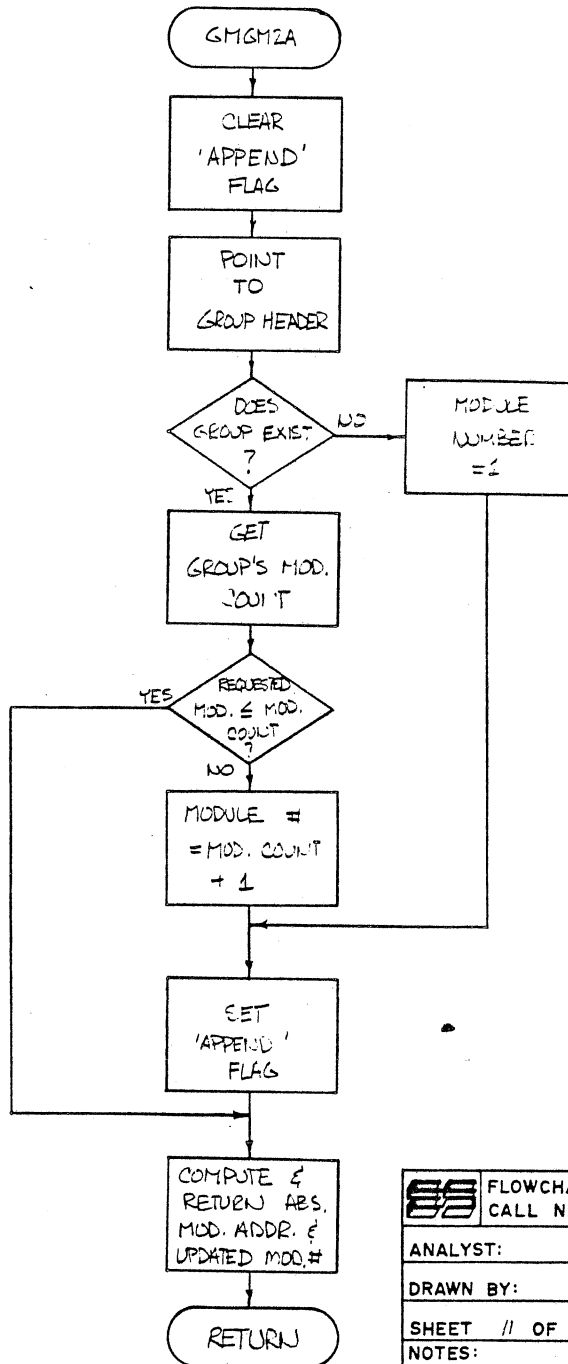 GMGM2A
CLEAR
'APPEND'
FLAG
POINT
TO
GROUP HEADER
DOES
GROUP EXIST
?
NO
MODULE
NUMBER
=1
YES
GET
GROUP'S MOD.
COUNT
YES
REQUESTED
MOD. ≤ MOD.
COUNT
?
NO
MODULE #
=MOD. COUNT
+ 1
SET
'APPEND'
FLAG
COMPUTE &
RETURN ABS.
MOD. ADDR. &
UPDATED MOD.#
RETURN
FLOWCHA
CALL N
ANALYST:
DRAWN BY:
SHEET 11 OF
NOTES: